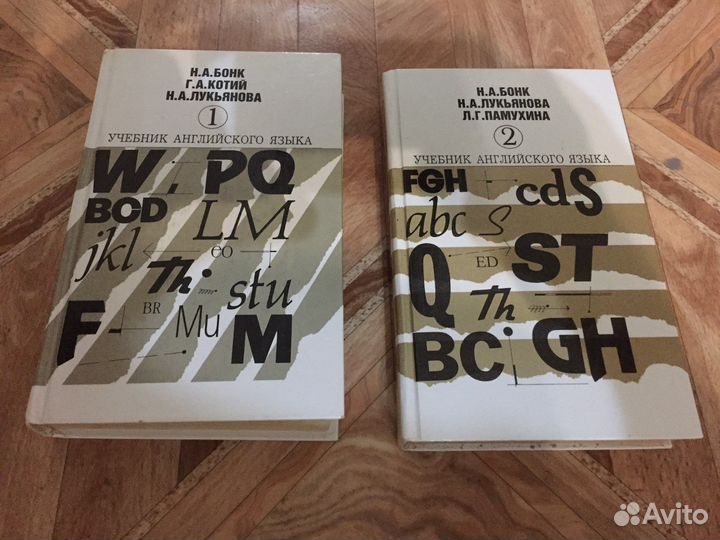 Н.А.БОНК
Г.А.КОТИЙ
Н.А.ЛУКЬЯНОВА
1
УЧЕБНИК АНГЛИЙСКОГО ЯЗЫКА
W. PQ
BCD
LM
jkl
eo
Th
stu
BR
Mu
F
M
Н.А.БОНК
Н.А.ЛУКЬЯНОВА
Л.Г.ПАМУХИНА
2
УЧЕБНИК АНГЛИЙСКОГО ЯЗЫКА
FGH
cdS
abc
S
Q
ED
ST
Th
BC
GH
Avito